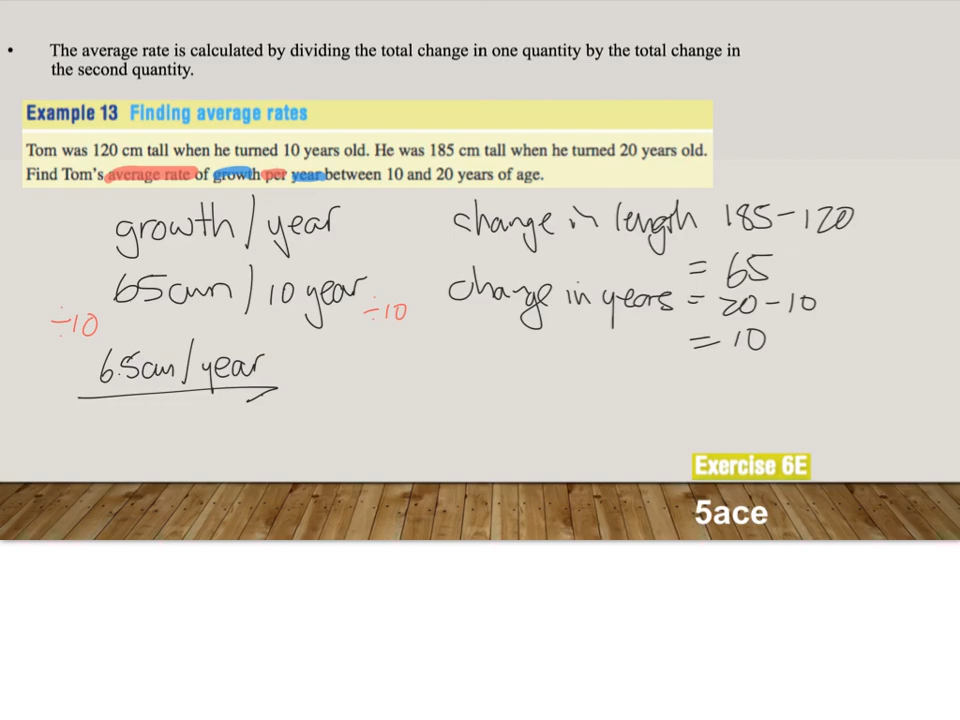 • The average rate is calculated by dividing the total change in one quantity by the total change in
the second quantity.
Example 13 Finding average rates
Tom was 120 cm tall when he turned 10 years old. He was 185 cm tall when he turned 20 years old.
Find Tom's average rate of growth per year between 10 and 20 years of age.
growth / year
65cm / 10 year
÷10 ÷10
6.5cm / year
change in length 185 - 120
= 65
change in years = 20 - 10
= 10
Exercise 6E
5ace